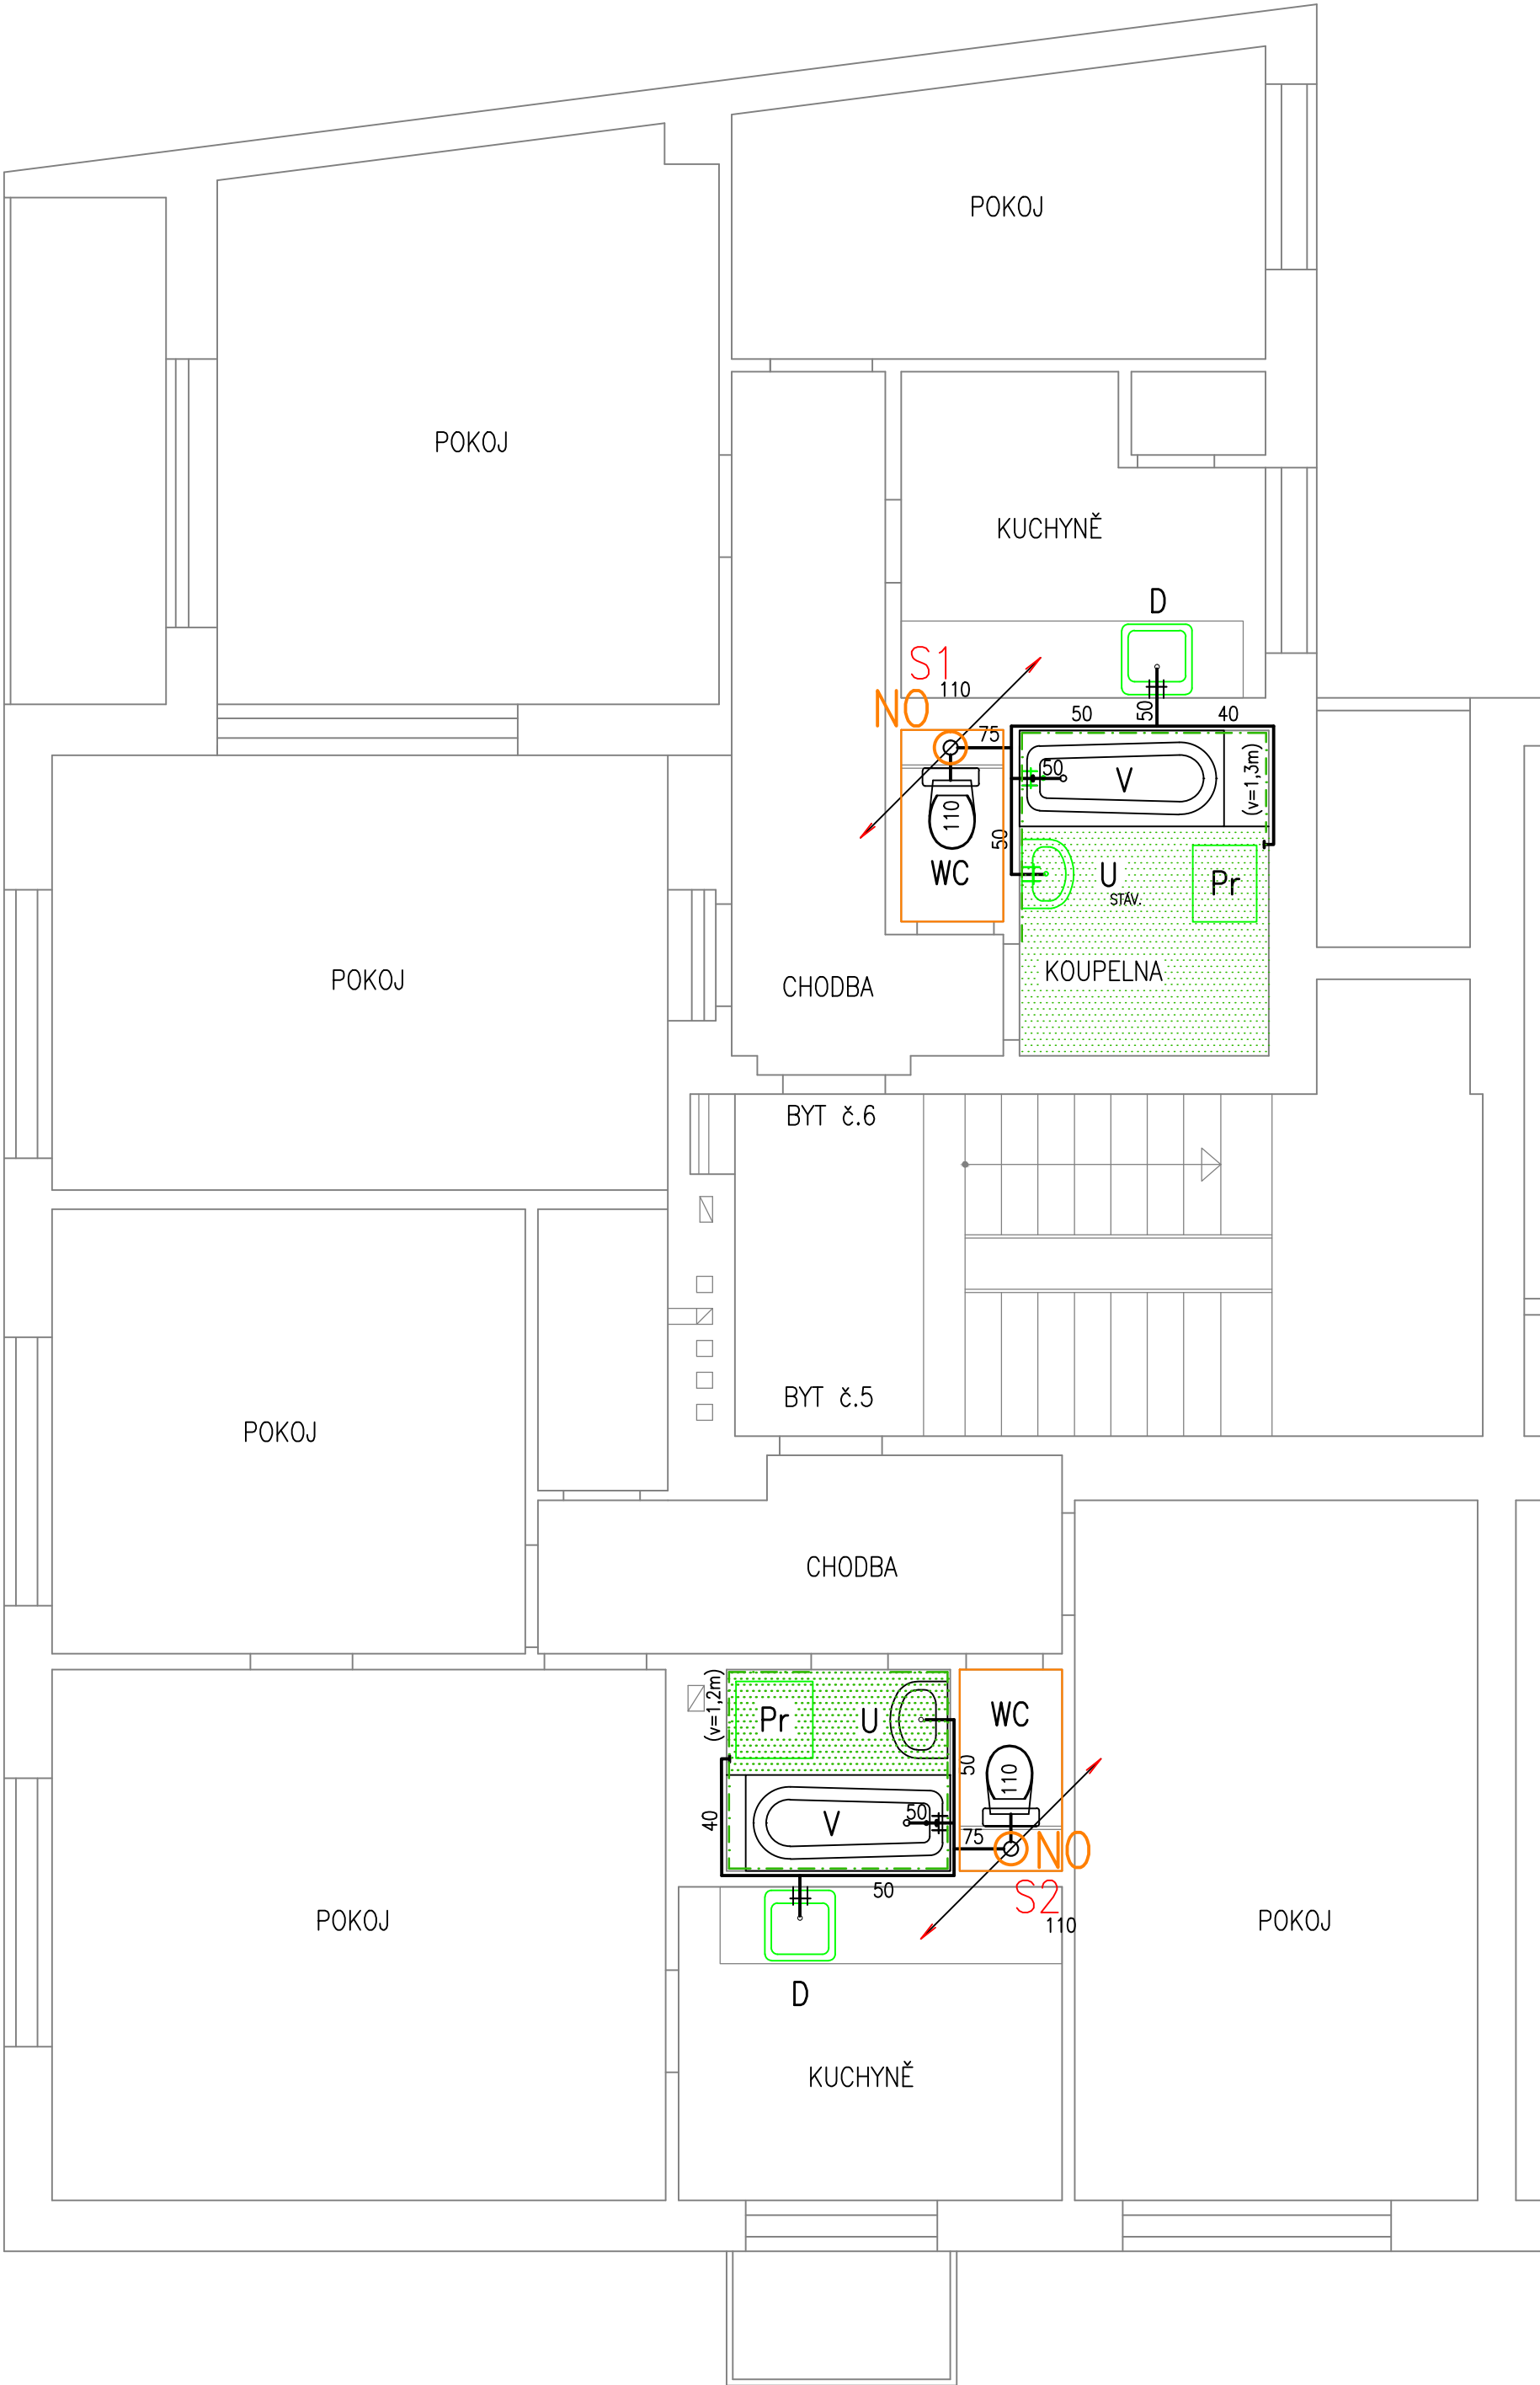 POKOJ
POKOJ
KUCHYNĚ
D
S1
110
NO
50
50
40
75
50
V
(v=1,3m)
110
50
WC
U
STÁV.
Pr
KOUPELNA
POKOJ
CHODBA
BYT č.6
BYT č.5
POKOJ
CHODBA
(v=1,2m)
Pr
U
WC
50
110
40
V
50
75
NO
50
S2
110
POKOJ
POKOJ
D
KUCHYNĚ